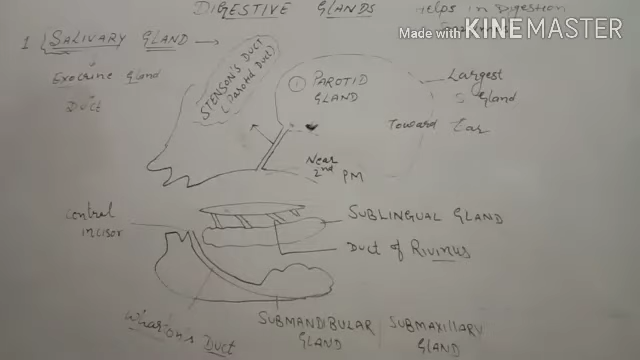 DIGESTIVE GLANDS
HELPS IN DIGESTION
Made with KINEMASTER
1 SALIVARY GLAND →
Exocrine Gland
Duct
STENSON'S DUCT
(Parotid Duct)
① PAROTID
GLAND
Largest
S Gland
Toward Ear
Near
2nd PM
Central
incisor
SUBLINGUAL GLAND
Duct of Rivinus
Wharton's Duct
SUBMANDIBULAR
GLAND
SUBMAXILLARY
GLAND